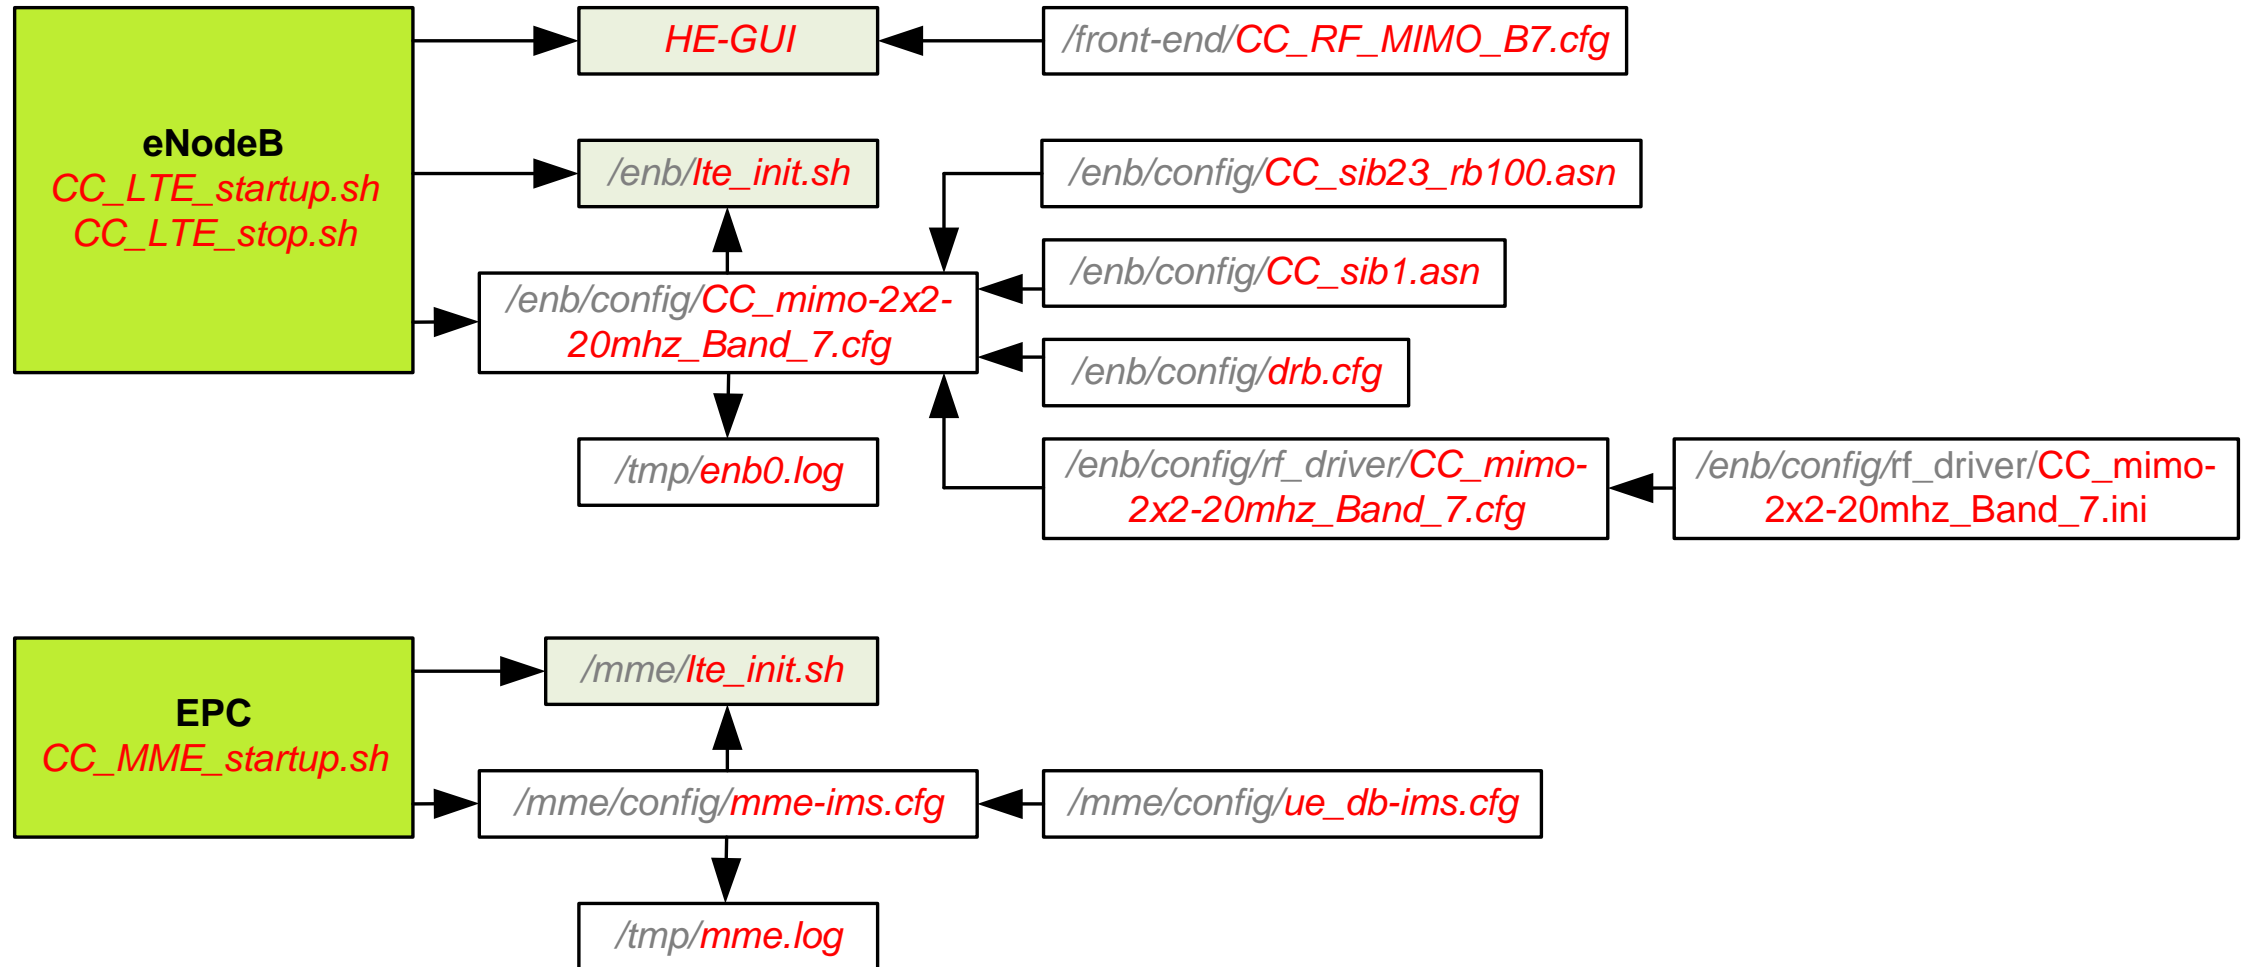 HE-GUI
/front-end/CC_RF_MIMO_B7.cfg
eNodeB
CC_LTE_startup.sh
CC_LTE_stop.sh
/enb/lte_init.sh
/enb/config/CC_sib23_rb100.asn
/enb/config/CC_sib1.asn
/enb/config/CC_mimo-2x2-
20mhz_Band_7.cfg
/enb/config/drb.cfg
/tmp/enb0.log
/enb/config/rf_driver/CC_mimo-
2x2-20mhz_Band_7.cfg
/enb/config/rf_driver/CC_mimo-
2x2-20mhz_Band_7.ini
EPC
CC_MME_startup.sh
/mme/lte_init.sh
/mme/config/mme-ims.cfg
/mme/config/ue_db-ims.cfg
/tmp/mme.log